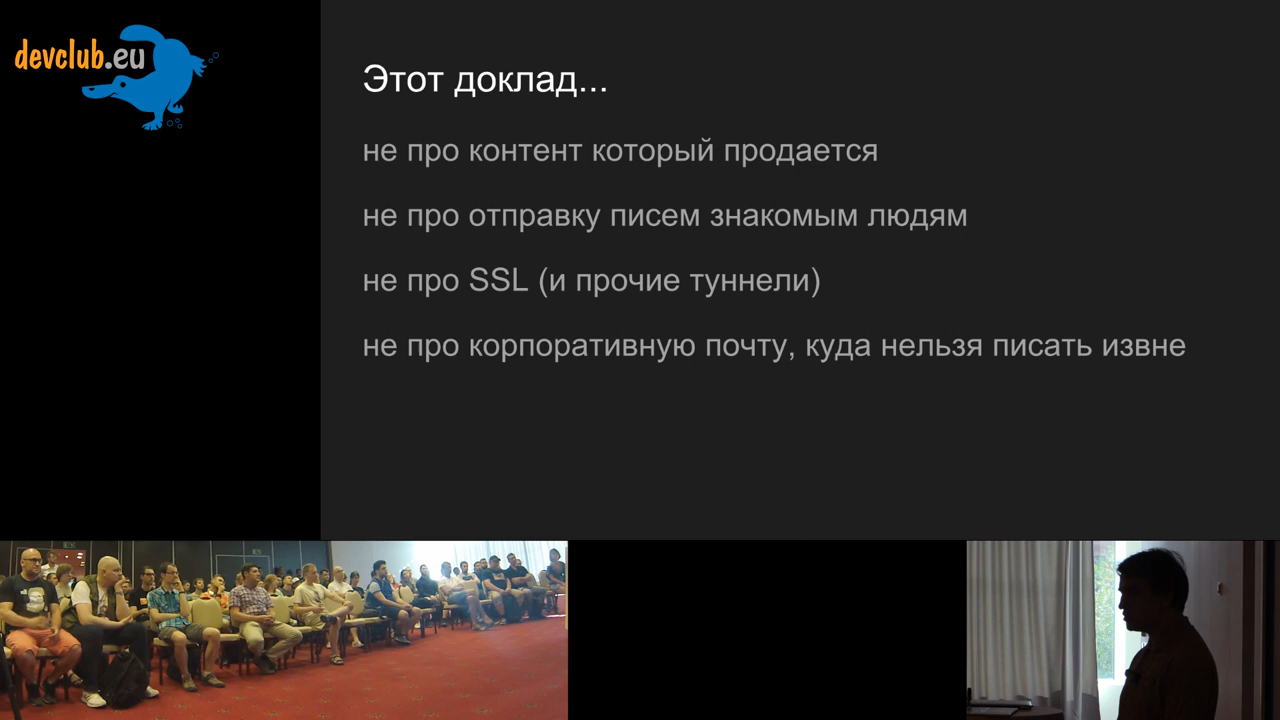 devclub.eu
Этот доклад...
не про контент который продается
не про отправку писем знакомым людям
не про SSL (и прочие туннели)
не про корпоративную почту, куда нельзя писать извне